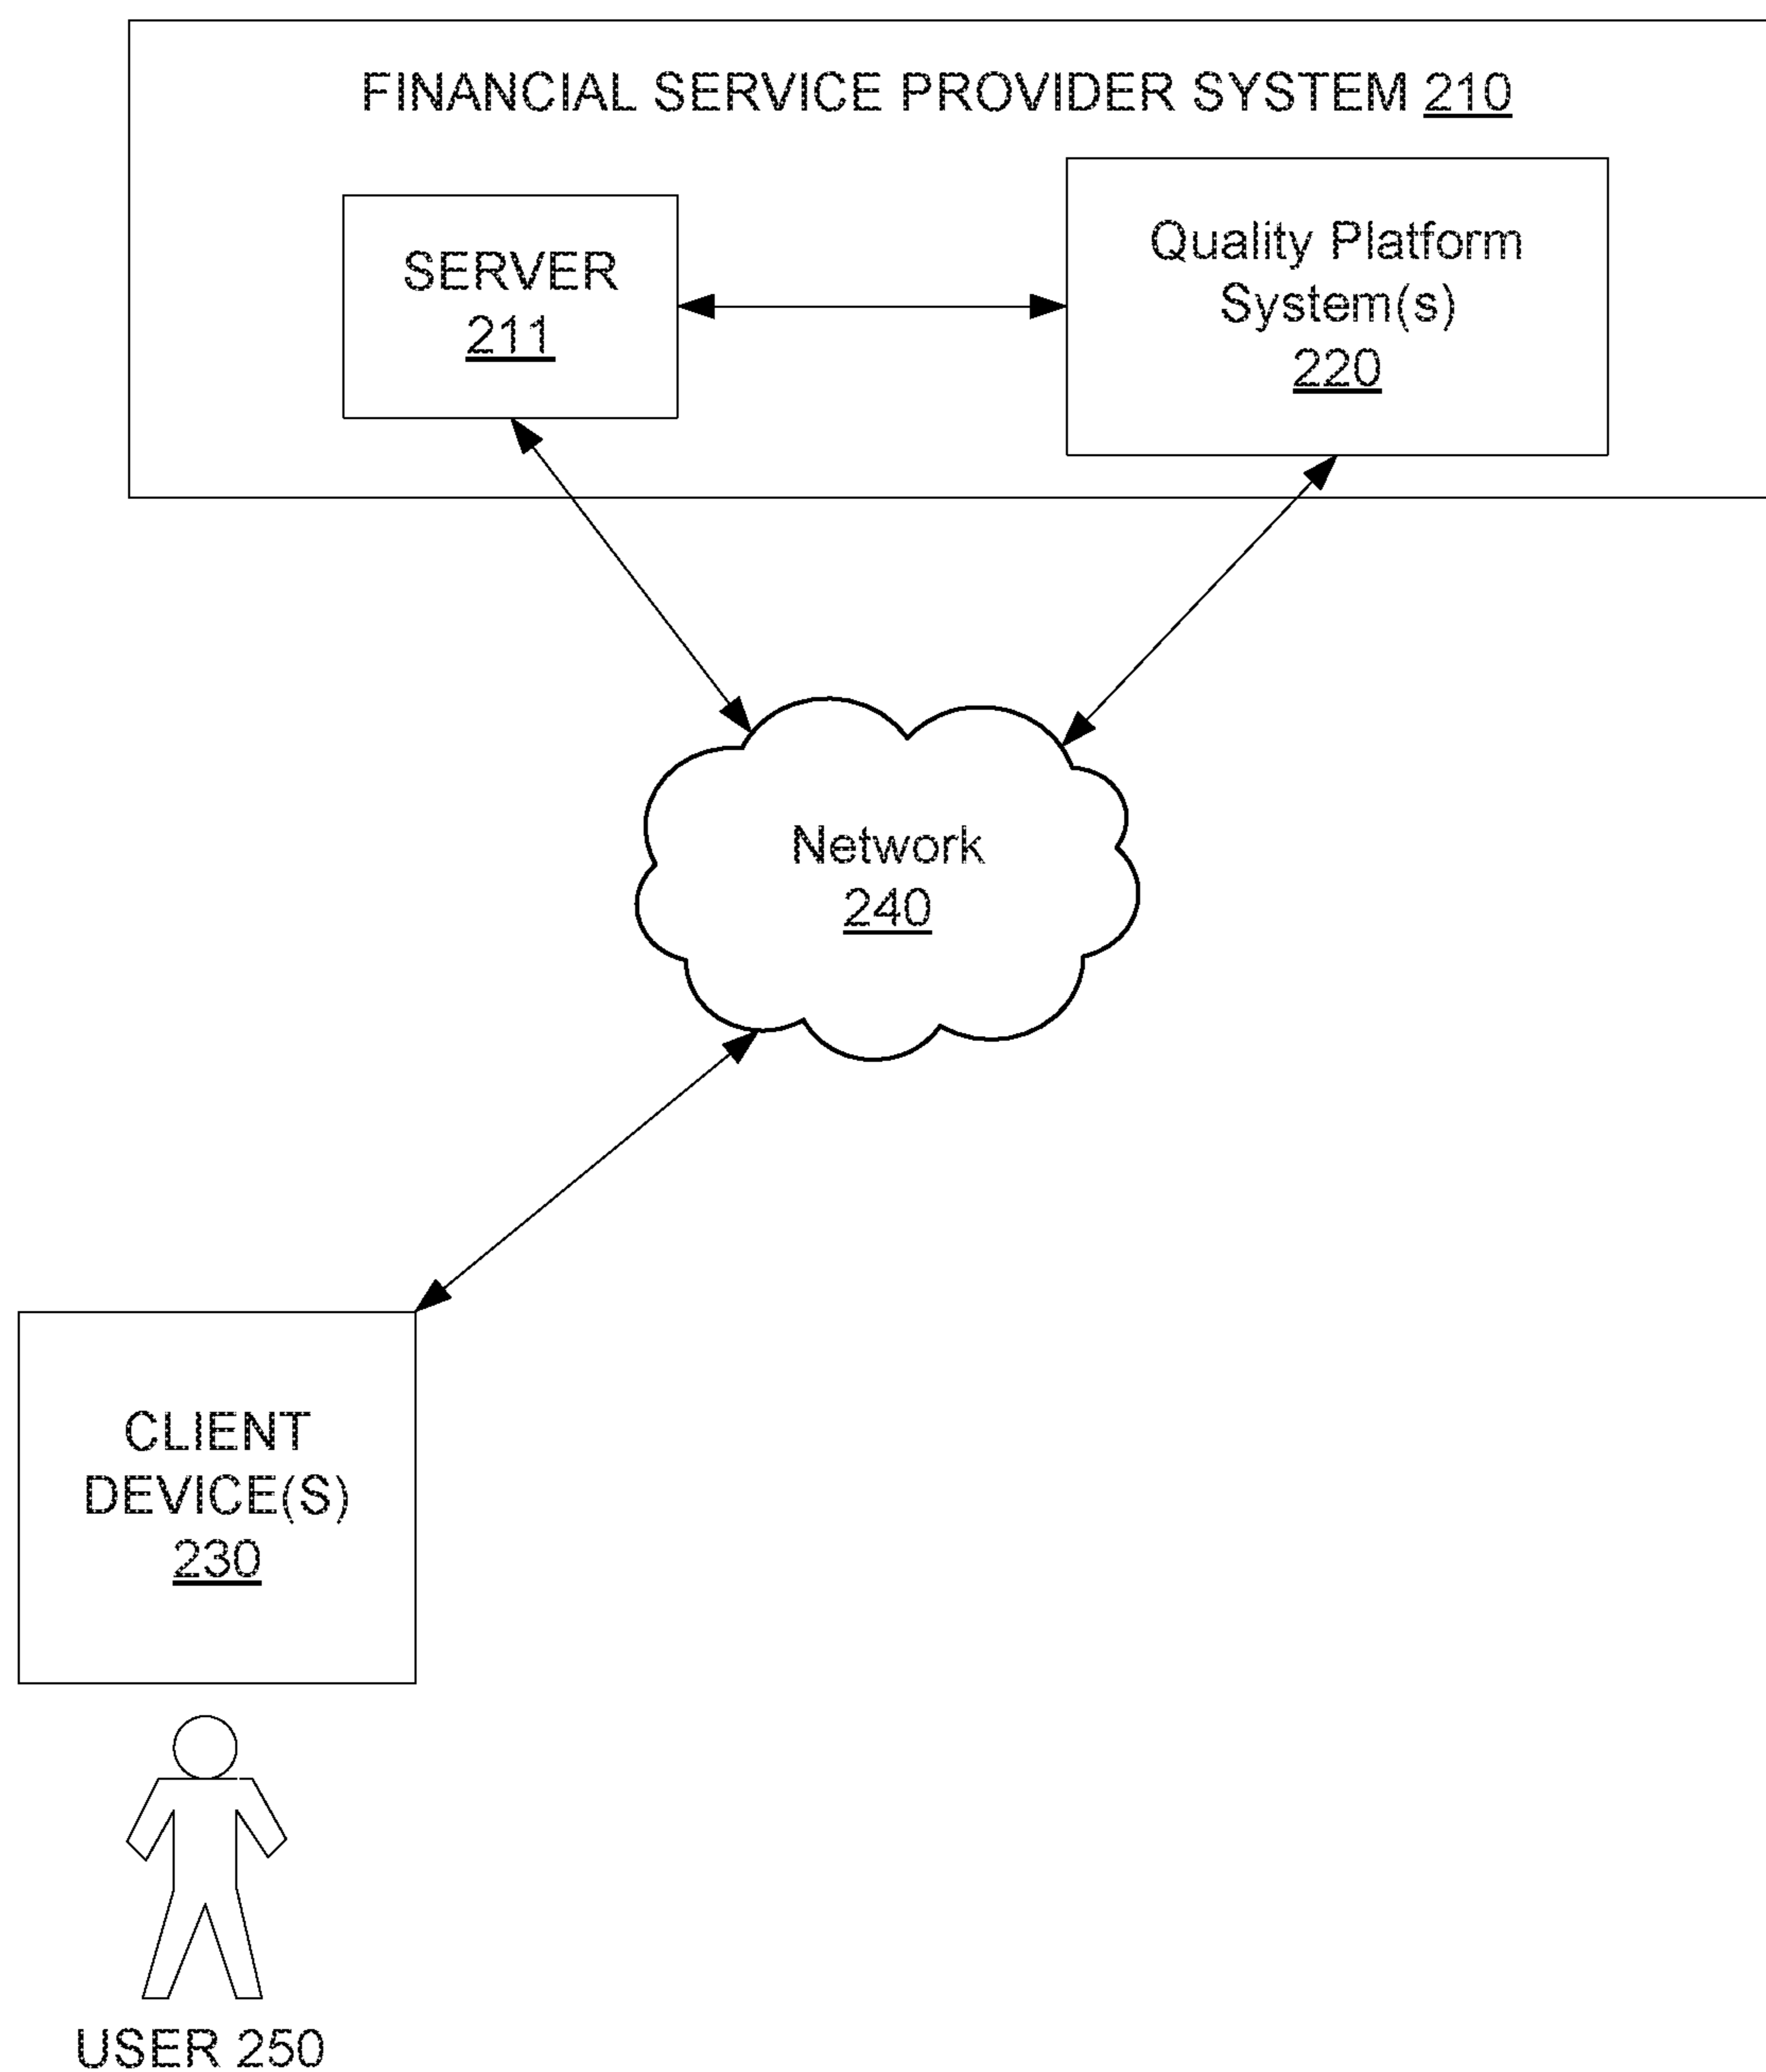 FINANCIAL SERVICE PROVIDER SYSTEM 210
SERVER
211
Quality Platform
System(s)
220
Network
240
CLIENT
DEVICE(S)
230
USER 250